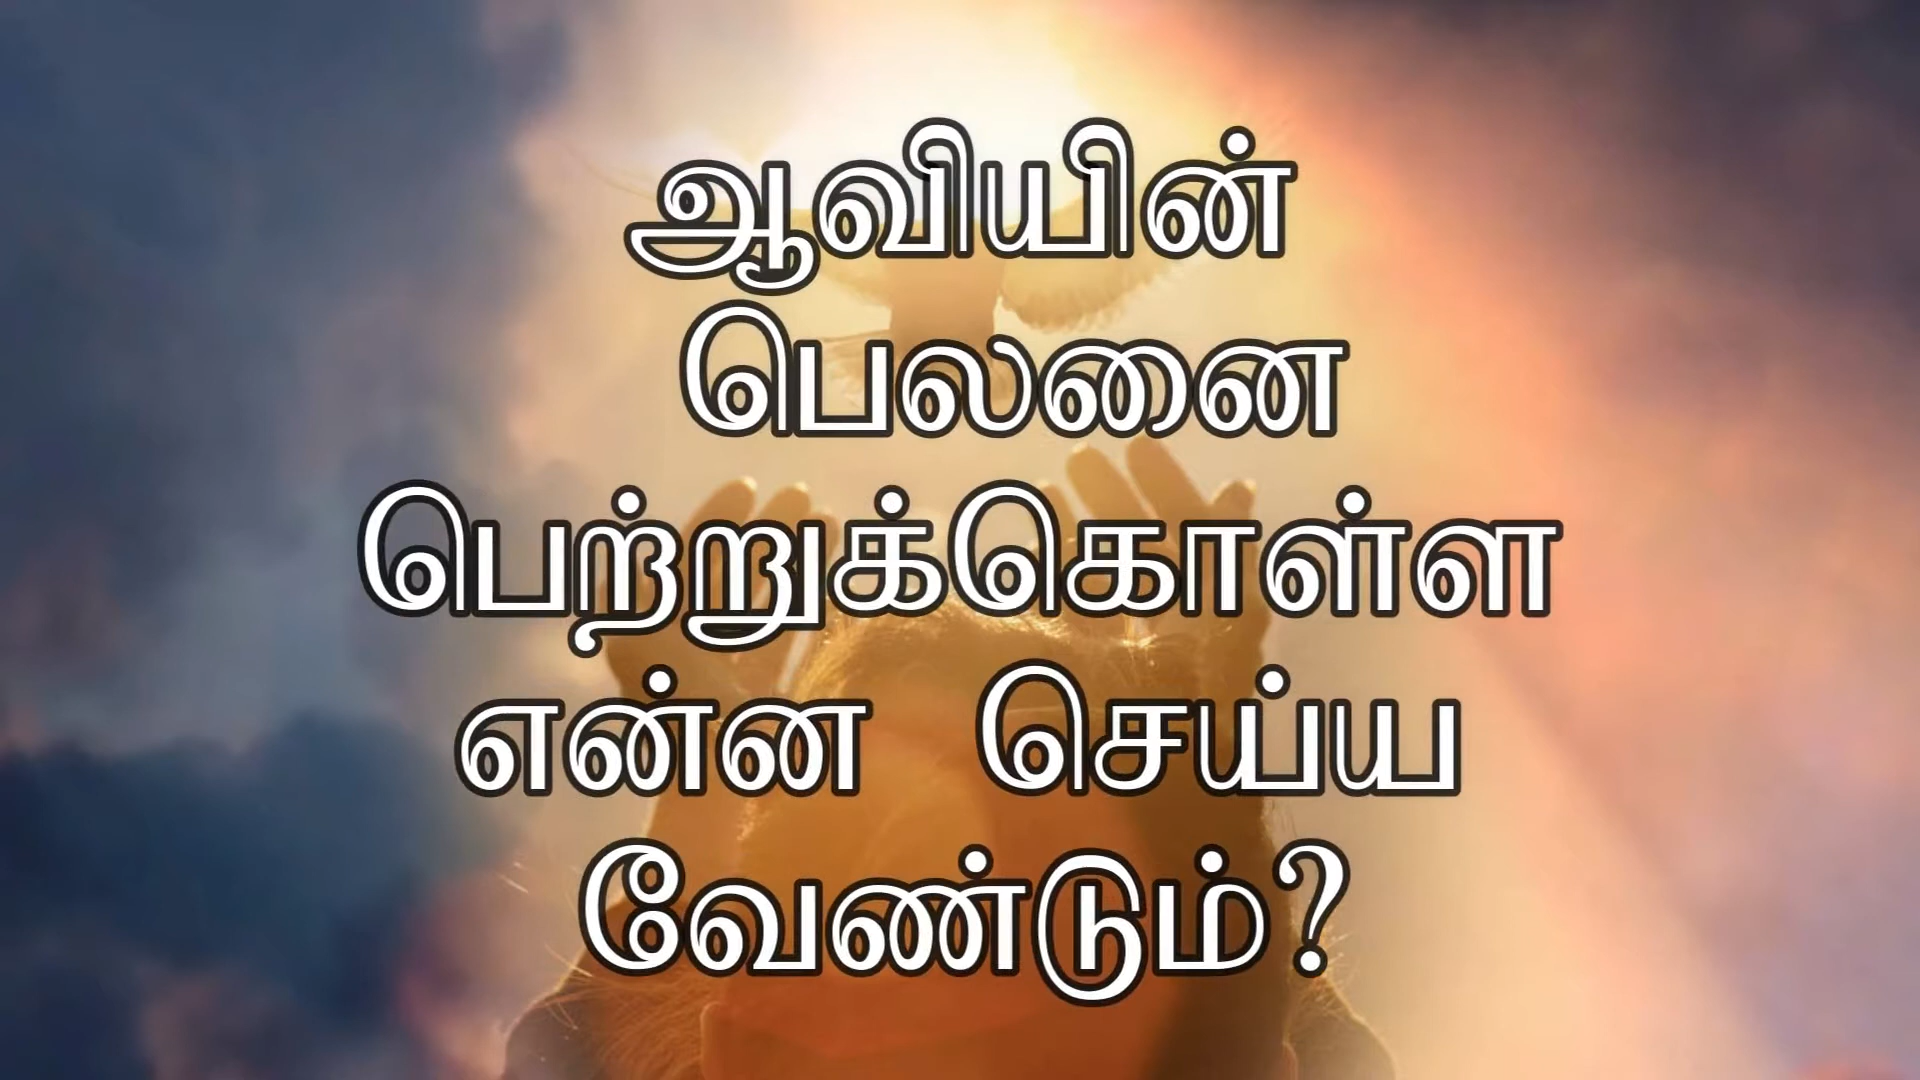 ஆவியின்
பெலனை
பெற்றுக்கொள்ள
என்ன செய்ய
வேண்டும்?